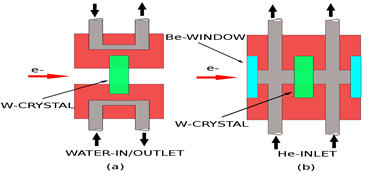 Be-WINDOW
e-
e-
W-CRYSTAL
W-CRYSTAL
WATER-IN/OUTLET
He-INLET
(a)
(b)